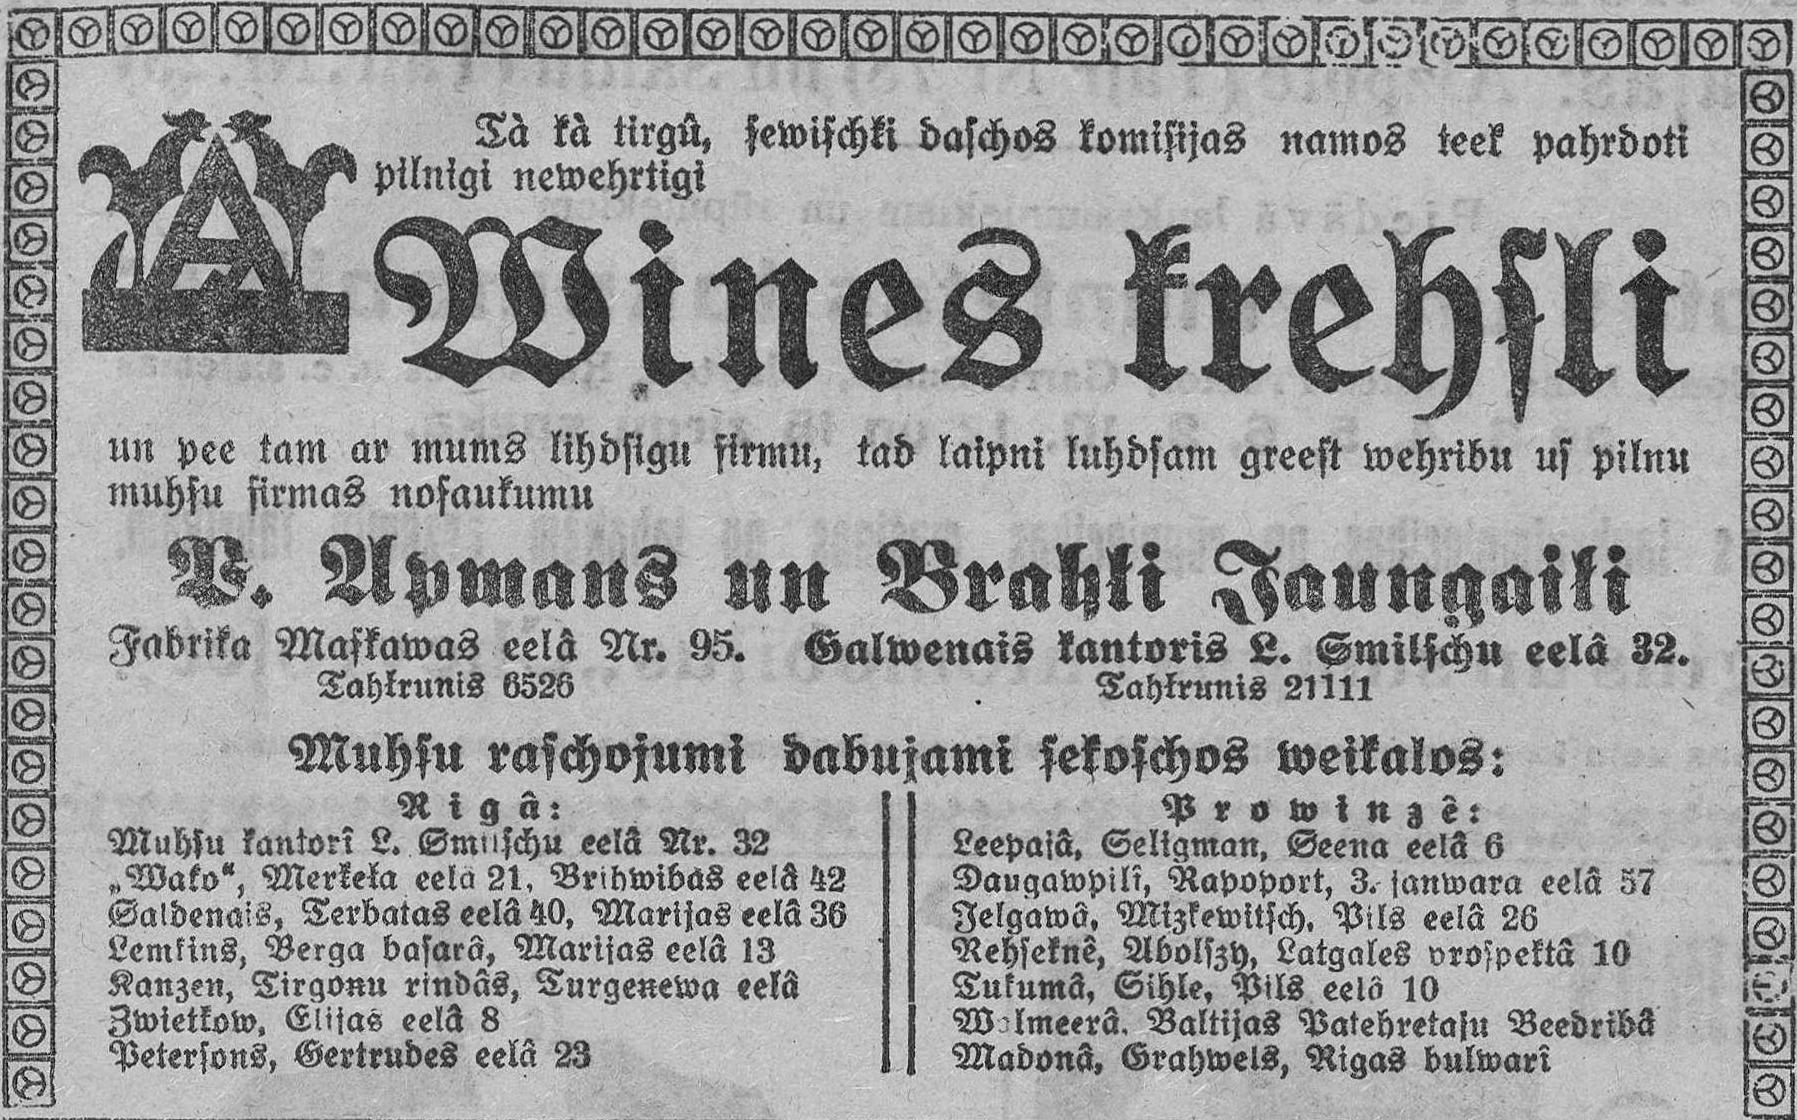 A
Tà kà tirgû, sewischki daschos komisijas namos teek pahrdoti
pilnigi newehrtigi
Wines krehsli
un pee tam ar mums lihdsigu firmu, tad laipni luhdsam greest wehribu us pilnu
muhsu firmas nosaukumu
P. Apmans un Brahli Jaungaili
Fabrika Maskawas eelâ Nr. 95. Galwenais kantoris L. Smilschu eelâ 32.
Tahlrunis 6526 Tahlrunis 21111
Muhsu raschojumi dabujami sekoschos weikalos:
Rigâ:
Muhsu kantorî L. Smilschu eelâ Nr. 32
„Wako“, Merkela eelâ 21, Brihwibas eelâ 42
Saldenais, Terbatas eelâ 40, Marijas eelâ 36
Lemkins, Berga basarâ, Marijas eelâ 13
Kanzen, Tirgonu rindâs, Turgenewa eelâ
Zwietkow, Elijas eelâ 8
Petersons, Gertrudes eelâ 23
Prowinzê:
Leepajâ, Seligman, Seena eelâ 6
Daugawpilî, Rapoport, 3. janwara eelâ 57
Jelgawâ, Mizkewitsch, Pils eelâ 26
Rehseknê, Abolszy, Latgales prospektâ 10
Tukumâ, Sihle, Pils eelâ 10
Walmeerâ, Baltijas Patehretaju Beedribâ
Madonâ, Grahwels, Rigas bulwarî